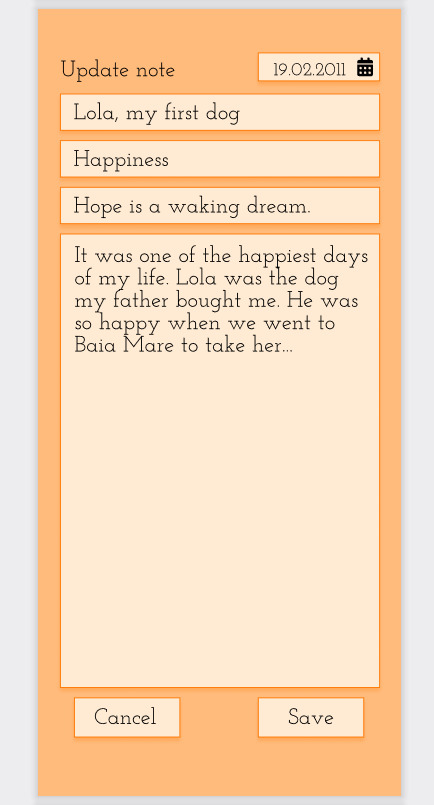 Update note
19.02.2011
Lola, my first dog
Happiness
Hope is a waking dream.
It was one of the happiest days
of my life. Lola was the dog
my father bought me. He was
so happy when we went to
Baia Mare to take her...
Cancel
Save